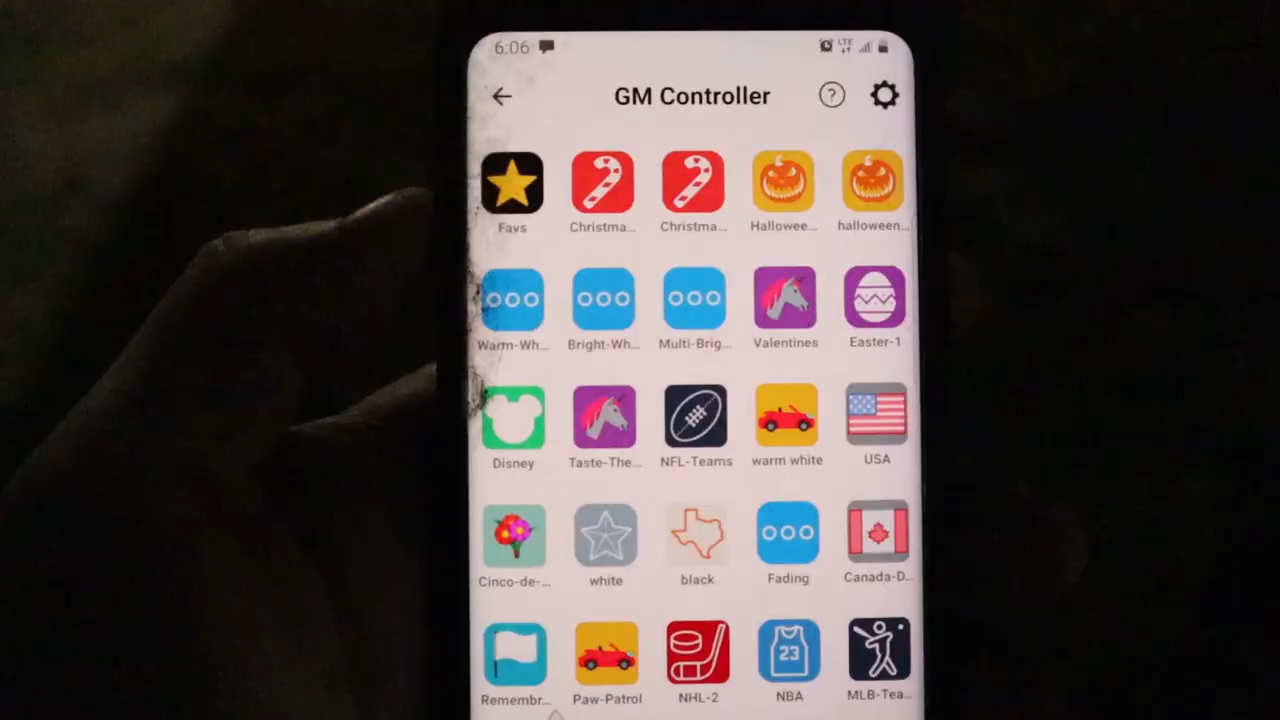 6:06 LTE
GM Controller ?
Favs Christma... Christma... Hallowee... halloween...
Warm-Wh... Bright-Wh... Multi-Brig... Valentines Easter-1
Disney Taste-The... NFL-Teams warm white USA
Cinco-de-... white black Fading Canada-D...
23
Remembr... Paw-Patrol NHL-2 NBA MLB-Tea...